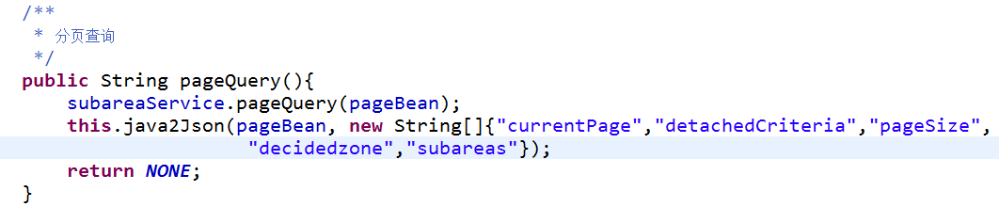 /**
 * 分页查询
 */
public String pageQuery(){
    subareaService.pageQuery(pageBean);
    this.java2Json(pageBean, new String[]{"currentPage","detachedCriteria","pageSize",
                    "decidedzone","subareas"});
    return NONE;
}